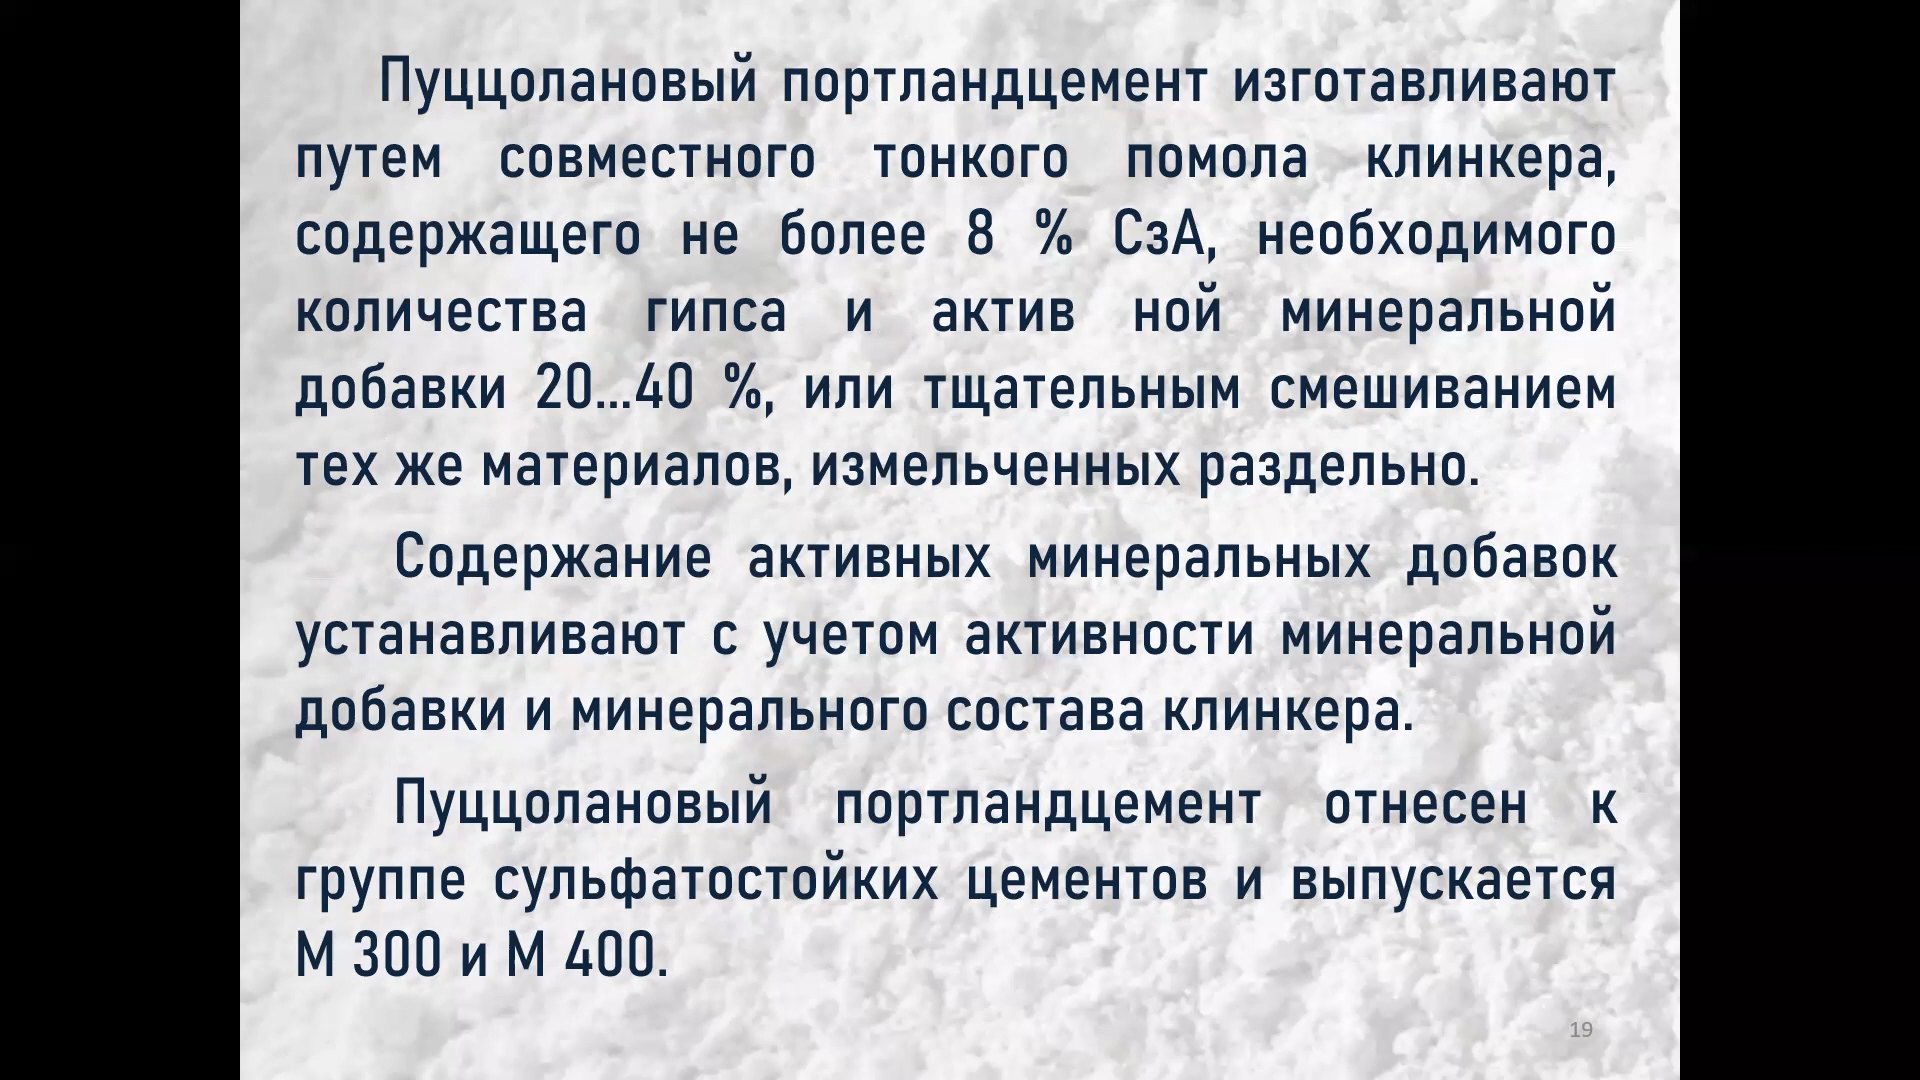 Пуццолановый портландцемент изготавливают
путем совместного тонкого помола клинкера,
содержащего не более 8 % СзА, необходимого
количества гипса и актив ной минеральной
добавки 20...40 %, или тщательным смешиванием
тех же материалов, измельченных раздельно.
Содержание активных минеральных добавок
устанавливают с учетом активности минеральной
добавки и минерального состава клинкера.
Пуццолановый портландцемент отнесен к
группе сульфатостойких цементов и выпускается
М 300 и М 400.
19